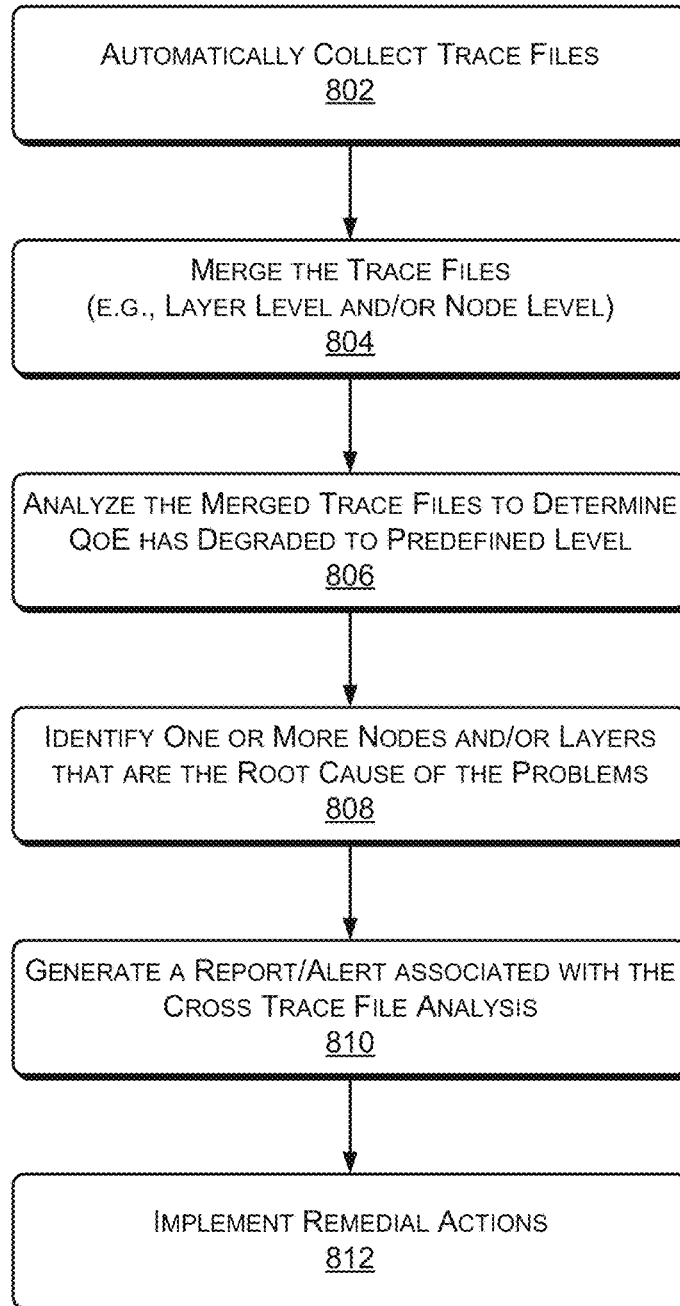 AUTOMATICALLY COLLECT TRACE FILES
802
MERGE THE TRACE FILES
(E.G., LAYER LEVEL AND/OR NODE LEVEL)
804
ANALYZE THE MERGED TRACE FILES TO DETERMINE
QOE HAS DEGRADED TO PREDEFINED LEVEL
806
IDENTIFY ONE OR MORE NODES AND/OR LAYERS
THAT ARE THE ROOT CAUSE OF THE PROBLEMS
808
GENERATE A REPORT/ALERT ASSOCIATED WITH THE
CROSS TRACE FILE ANALYSIS
810
IMPLEMENT REMEDIAL ACTIONS
812